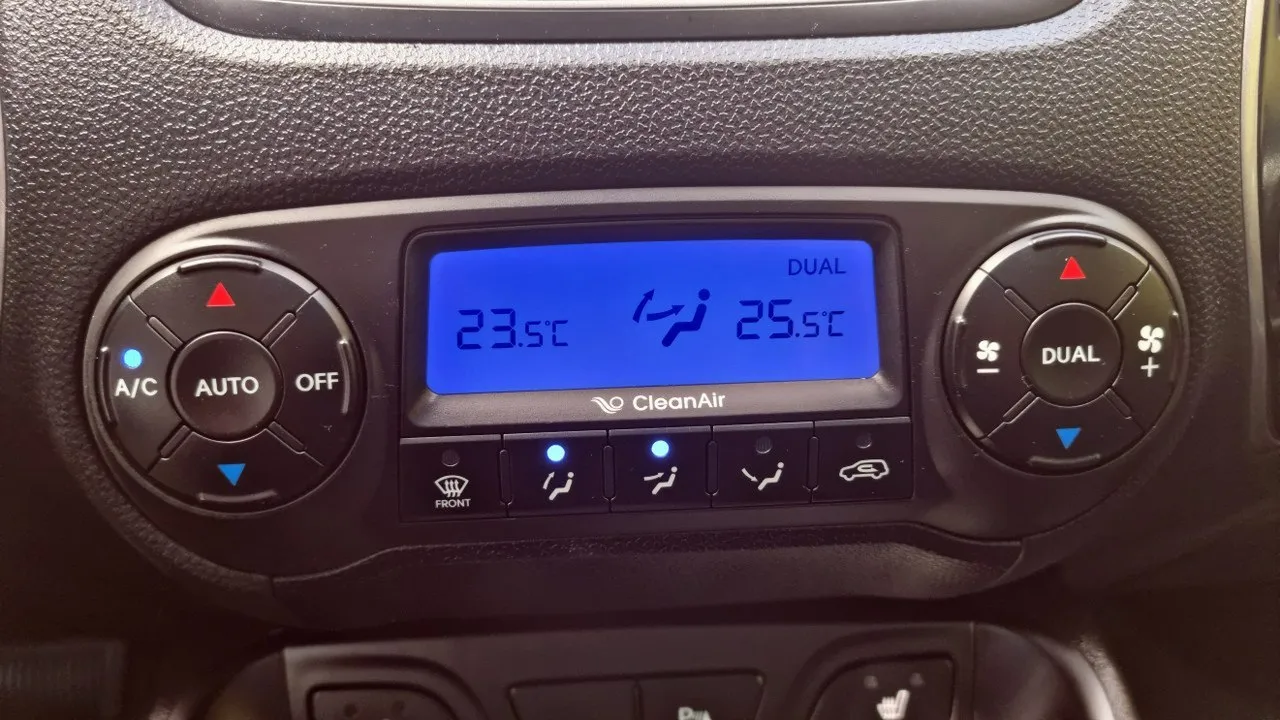 DUAL
23.5°C
25.5°C
CleanAir
A/C
AUTO
OFF
DUAL
−
+
FRONT
P